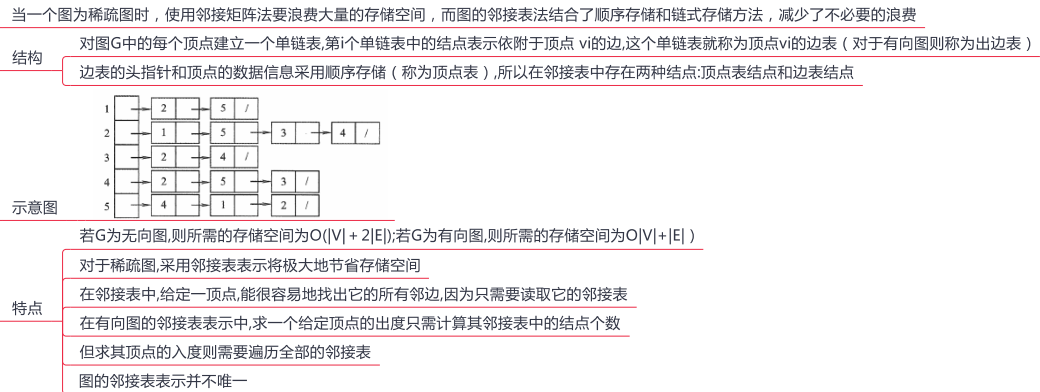 当一个图为稀疏图时，使用邻接矩阵法要浪费大量的存储空间，而图的邻接表法结合了顺序存储和链式存储方法，减少了不必要的浪费
结构
对图G中的每个顶点建立一个单链表,第i个单链表中的结点表示依附于顶点 vi的边,这个单链表就称为顶点vi的边表（对于有向图则称为出边表）
边表的头指针和顶点的数据信息采用顺序存储（称为顶点表）,所以在邻接表中存在两种结点:顶点表结点和边表结点
1 2 5 /
2 1 5 3 4 /
3 2 4 /
4 2 5 3 /
5 4 1 2 /
示意图
若G为无向图,则所需的存储空间为O(|V|＋2|E|);若G为有向图,则所需的存储空间为O|V|+|E|）
对于稀疏图,采用邻接表表示将极大地节省存储空间
在邻接表中,给定一顶点,能很容易地找出它的所有邻边,因为只需要读取它的邻接表
特点
在有向图的邻接表表示中,求一个给定顶点的出度只需计算其邻接表中的结点个数
但求其顶点的入度则需要遍历全部的邻接表
图的邻接表表示并不唯一